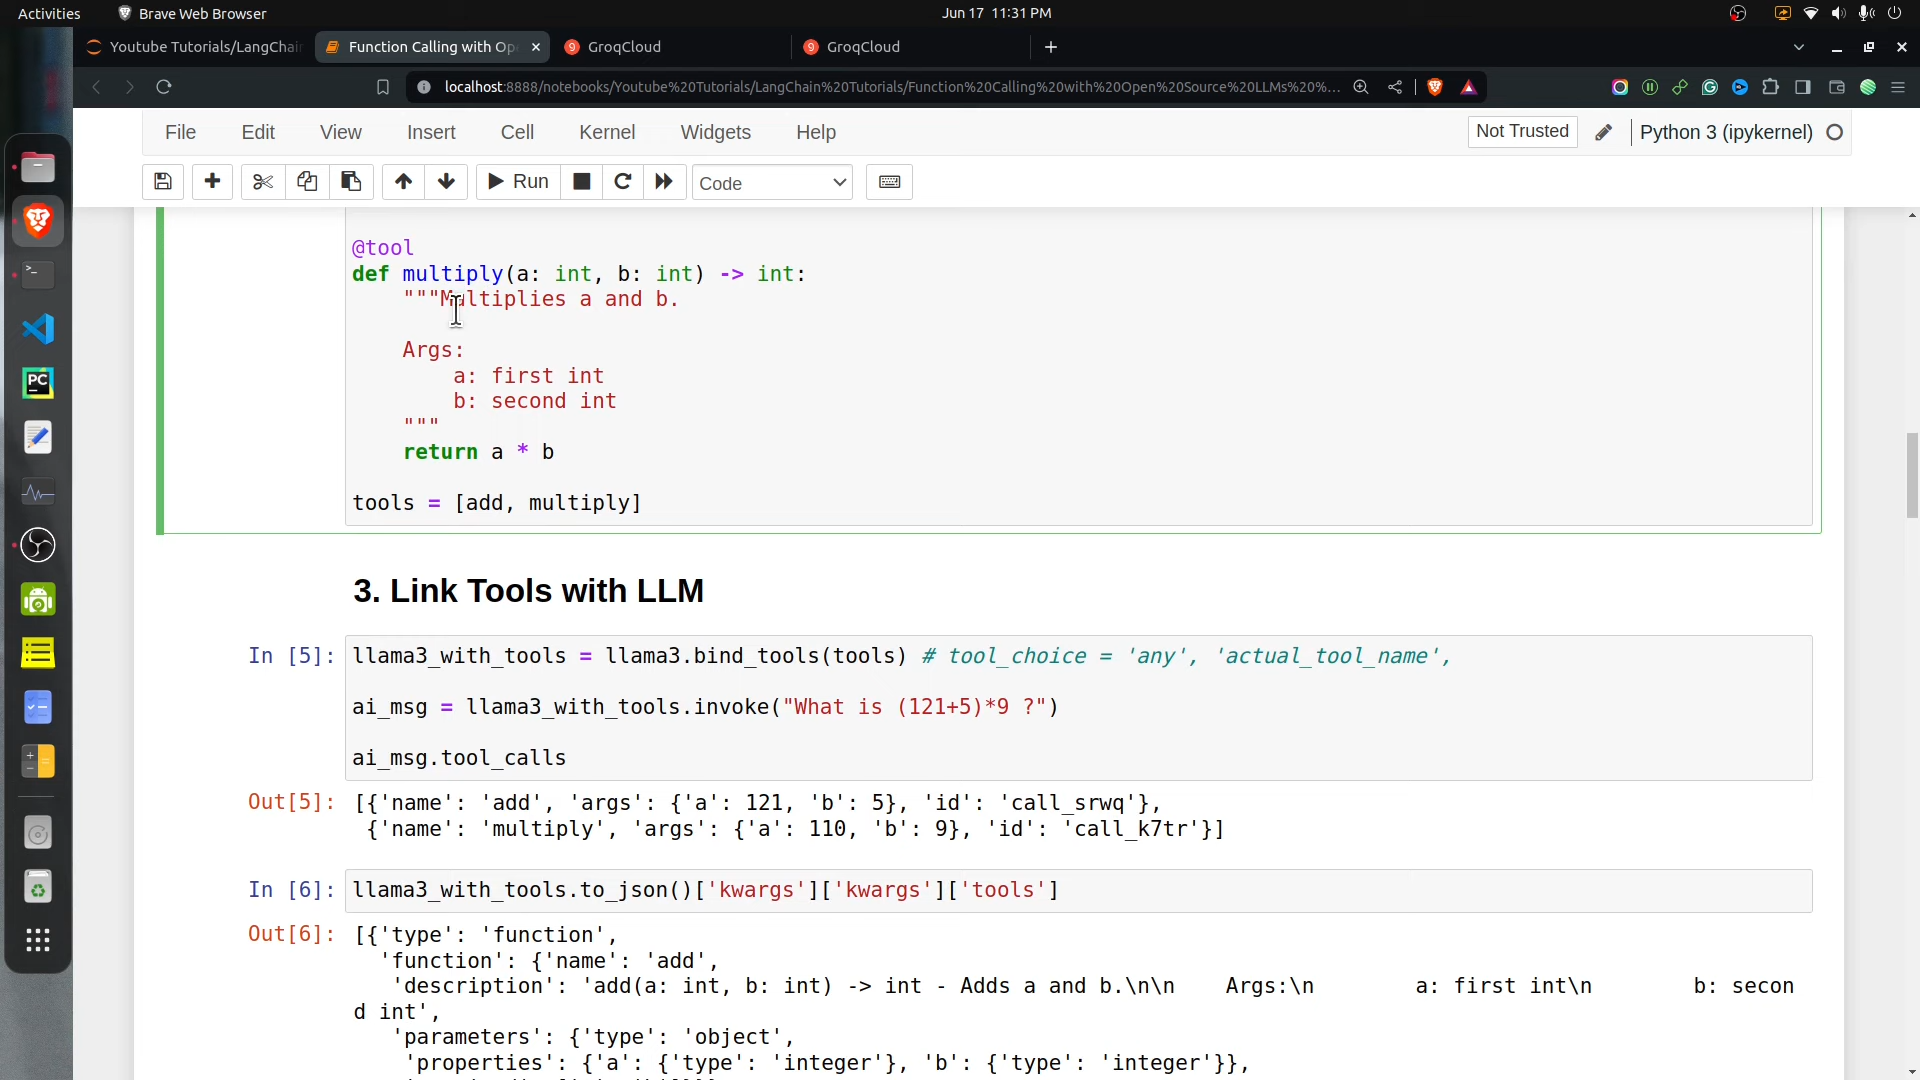 Activities
Brave Web Browser
Jun 17 11:31 PM
Youtube Tutorials/LangChain
Function Calling with Op
GroqCloud
GroqCloud
localhost:8888/notebooks/Youtube%20Tutorials/LangChain%20Tutorials/Function%20Calling%20with%20Open%20Source%20LLMs%20%...
File Edit View Insert Cell Kernel Widgets Help
Not Trusted
Python 3 (ipykernel)
Run
Code
@tool
def multiply(a: int, b: int) -> int:
"""Multiplies a and b.
Args:
a: first int
b: second int
"""
return a * b
tools = [add, multiply]
3. Link Tools with LLM
In [5]: llama3_with_tools = llama3.bind_tools(tools) # tool_choice = 'any', 'actual_tool_name',
ai_msg = llama3_with_tools.invoke("What is (121+5)*9 ?")
ai_msg.tool_calls
Out[5]: [{'name': 'add', 'args': {'a': 121, 'b': 5}, 'id': 'call_srwq'},
{'name': 'multiply', 'args': {'a': 110, 'b': 9}, 'id': 'call_k7tr'}]
In [6]: llama3_with_tools.to_json()['kwargs']['kwargs']['tools']
Out[6]: [{'type': 'function',
'function': {'name': 'add',
'description': 'add(a: int, b: int) -> int - Adds a and b.\n\n    Args:\n        a: first int\n        b: secon
d int',
'parameters': {'type': 'object',
'properties': {'a': {'type': 'integer'}, 'b': {'type': 'integer'}},